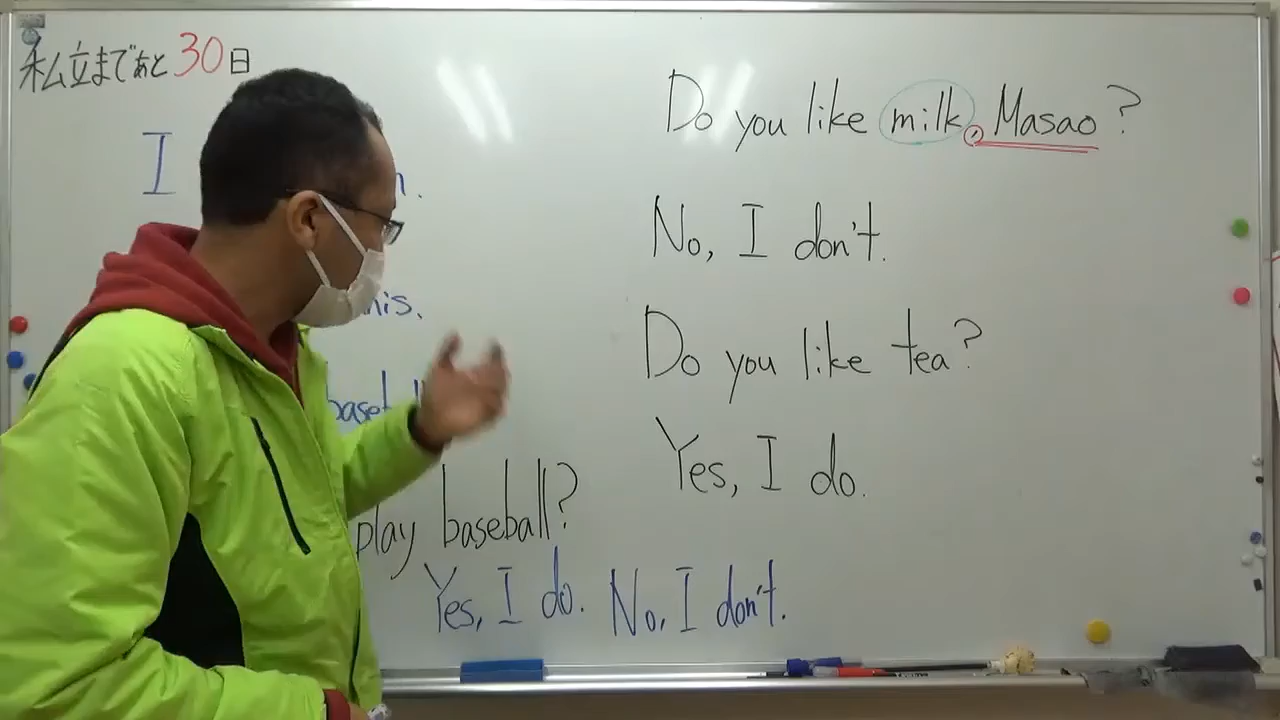 私立まであと30日
I
Do you like milk, Masao?
No, I don't.
Do you like tea?
Yes, I do.
play baseball?
Yes, I do. No, I don't.